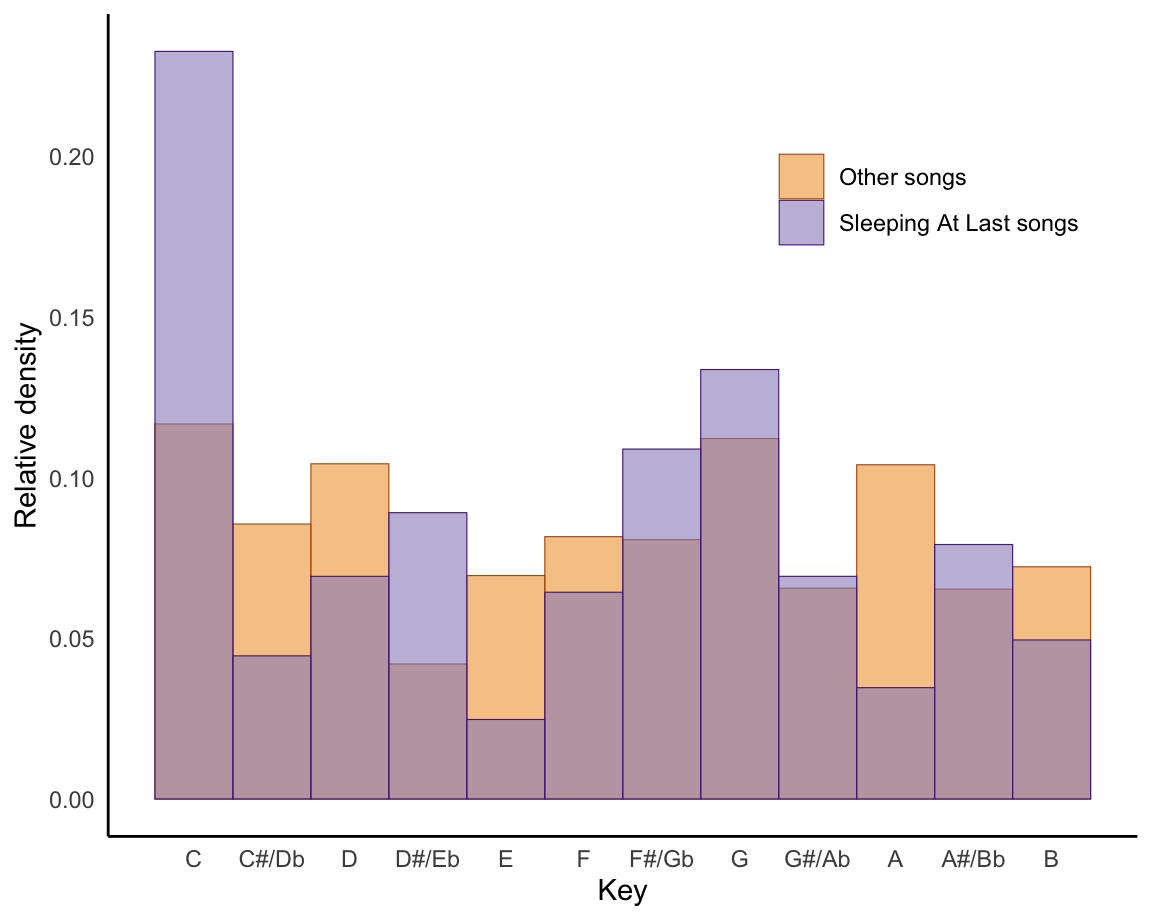 Relative density
0.20
0.15
0.10
0.05
0.00
Other songs
Sleeping At Last songs
C C#/Db D D#/Eb E F F#/Gb G G#/Ab A A#/Bb B
Key